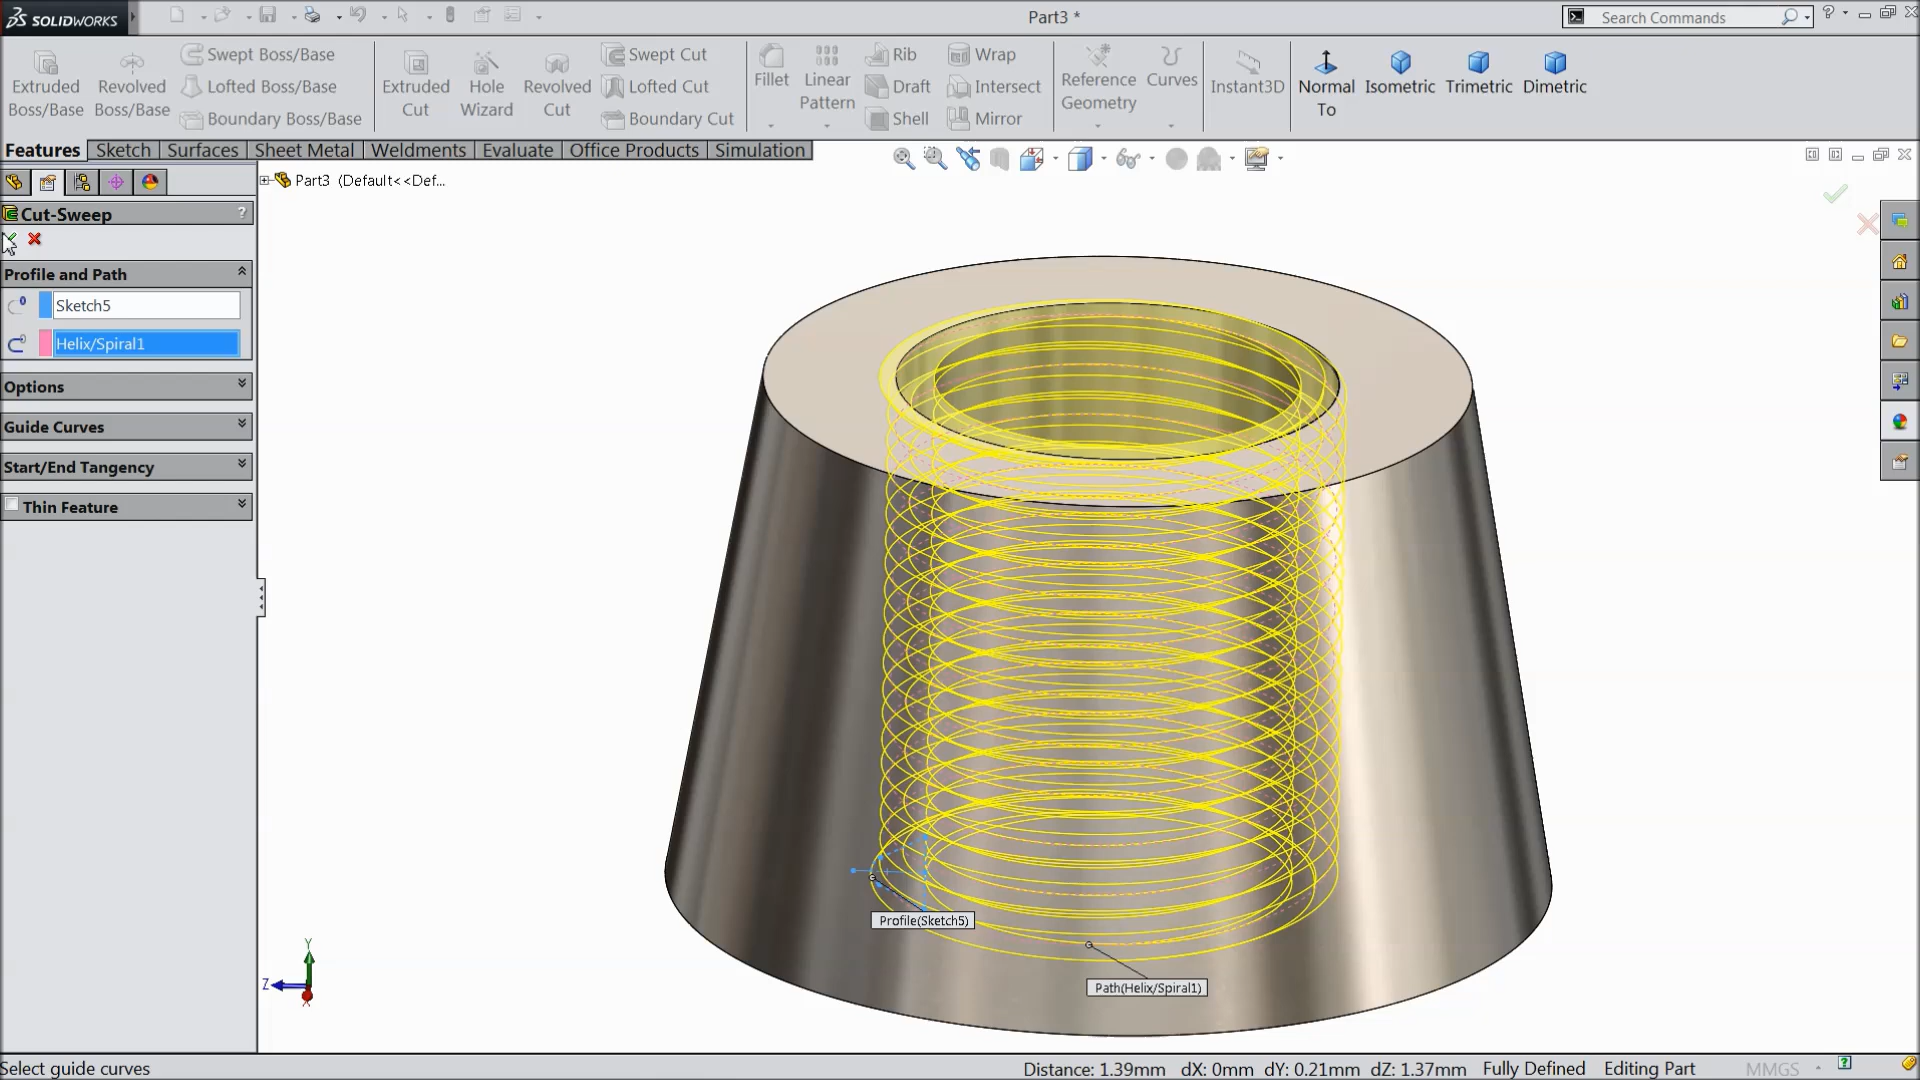 SOLIDWORKS
Part3 *
Search Commands
?
Extruded Boss/Base
Revolved Boss/Base
Swept Boss/Base
Lofted Boss/Base
Boundary Boss/Base
Extruded Cut
Hole Wizard
Revolved Cut
Swept Cut
Lofted Cut
Boundary Cut
Fillet
Linear Pattern
Rib
Draft
Shell
Wrap
Intersect
Mirror
Reference Geometry
Curves
Instant3D
Normal To
Isometric
Trimetric
Dimetric
Features
Sketch
Surfaces
Sheet Metal
Weldments
Evaluate
Office Products
Simulation
Part3 (Default<<Def...
Cut-Sweep
?
Profile and Path
Sketch5
Helix/Spiral1
Options
Guide Curves
Start/End Tangency
Thin Feature
Profile(Sketch5)
Path(Helix/Spiral1)
Y
Z
X
Select guide curves
Distance: 1.39mm dX: 0mm dY: 0.21mm dZ: 1.37mm Fully Defined Editing Part MMGS